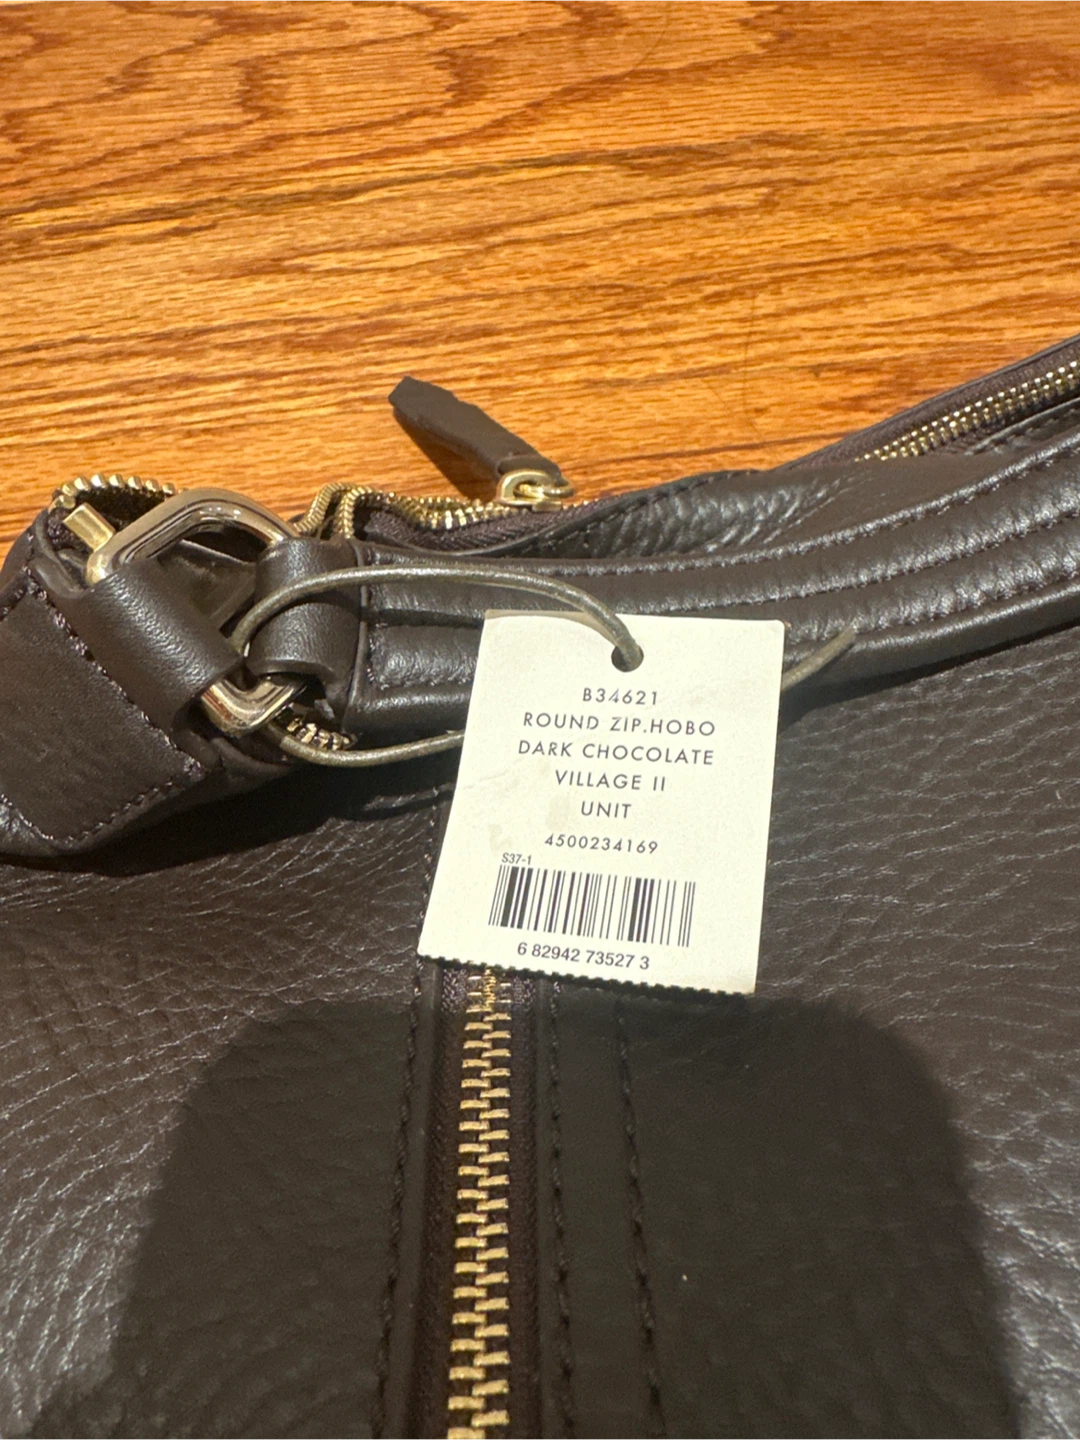 B34621
ROUND ZIP.HOBO
DARK CHOCOLATE
VILLAGE II
UNIT
4500234169
S37-1
6 82942 73527 3